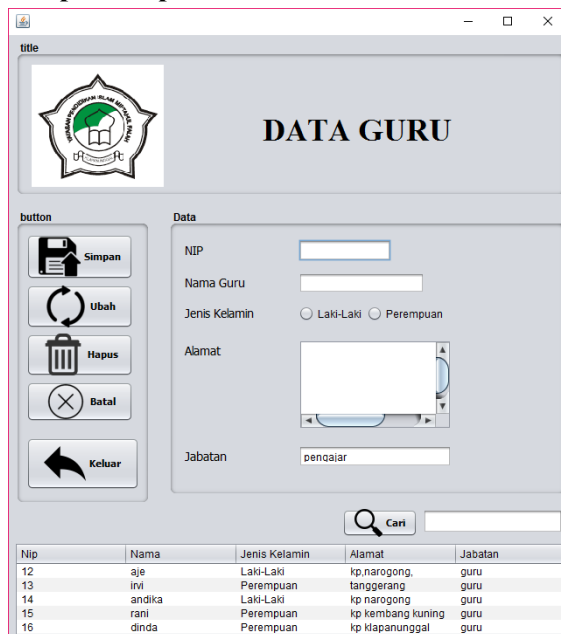 title
DATA GURU
button
Simpan
Ubah
Hapus
Batal
Keluar
Data
NIP
Nama Guru
Jenis Kelamin Laki-Laki Perempuan
Alamat
Jabatan pengajar
Cari
Nip Nama Jenis Kelamin Alamat Jabatan
12 aje Laki-Laki kp,narogong, guru
13 irvi Perempuan tanggerang guru
14 andika Laki-Laki kp narogong guru
15 rani Perempuan kp kembang kuning guru
16 dinda Perempuan kp klapanunggal guru